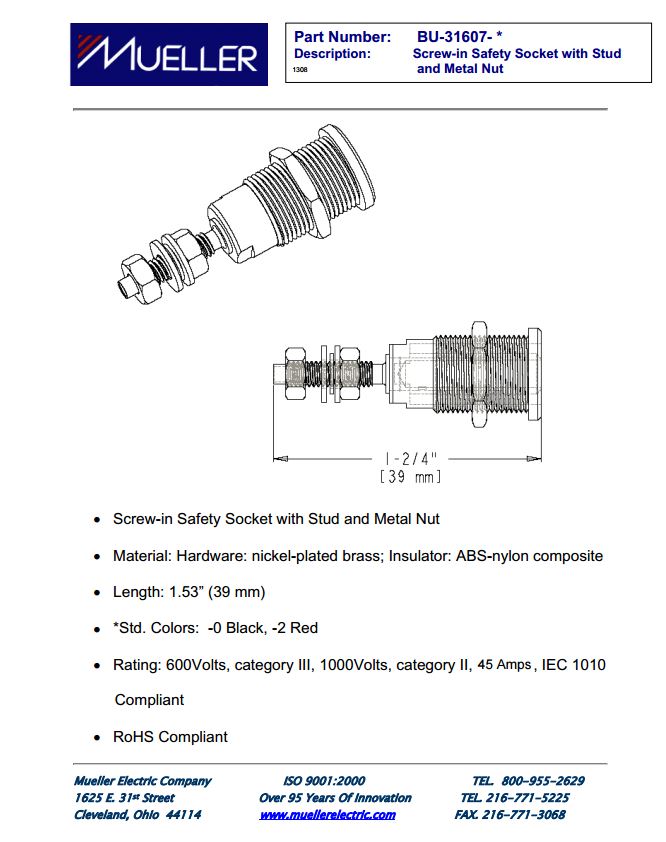 MUELLER
Part Number: BU-31607- *
Description: Screw-in Safety Socket with Stud
1308 and Metal Nut
1-2/4"
[39 mm]
• Screw-in Safety Socket with Stud and Metal Nut
• Material: Hardware: nickel-plated brass; Insulator: ABS-nylon composite
• Length: 1.53” (39 mm)
• *Std. Colors: -0 Black, -2 Red
• Rating: 600Volts, category III, 1000Volts, category II, 45 Amps, IEC 1010
Compliant
• RoHS Compliant
Mueller Electric Company ISO 9001:2000 TEL. 800-955-2629
1625 E. 31st Street Over 95 Years Of Innovation TEL. 216-771-5225
Cleveland, Ohio 44114 www.muellerelectric.com FAX. 216-771-3068